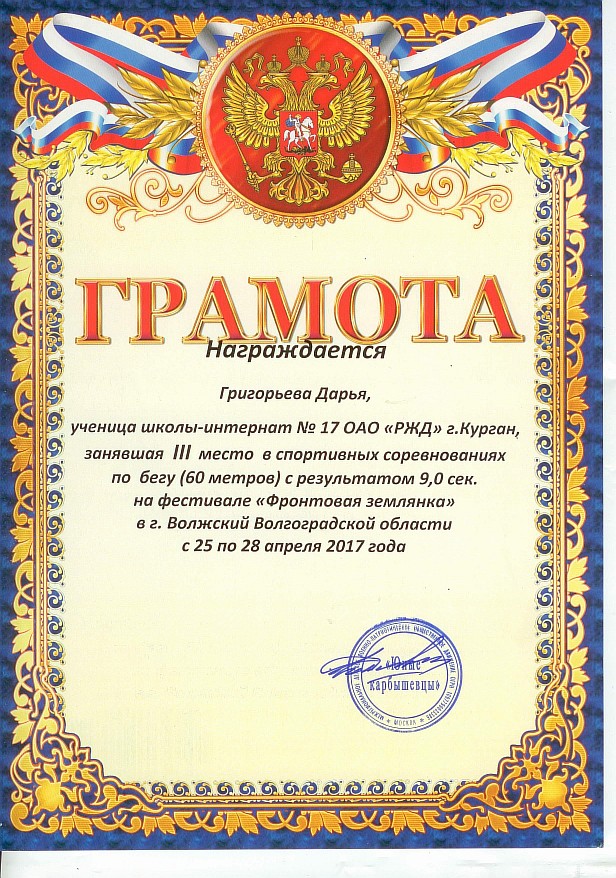 ГРАМОТА
Награждается
Григорьева Дарья,
ученица школы-интернат № 17 ОАО «РЖД» г.Курган,
занявшая III место в спортивных соревнованиях
по бегу (60 метров) с результатом 9,0 сек.
на фестивале «Фронтовая землянка»
в г. Волжский Волгоградской области
с 25 по 28 апреля 2017 года
«Юные
карбышевцы»
МОСКВА